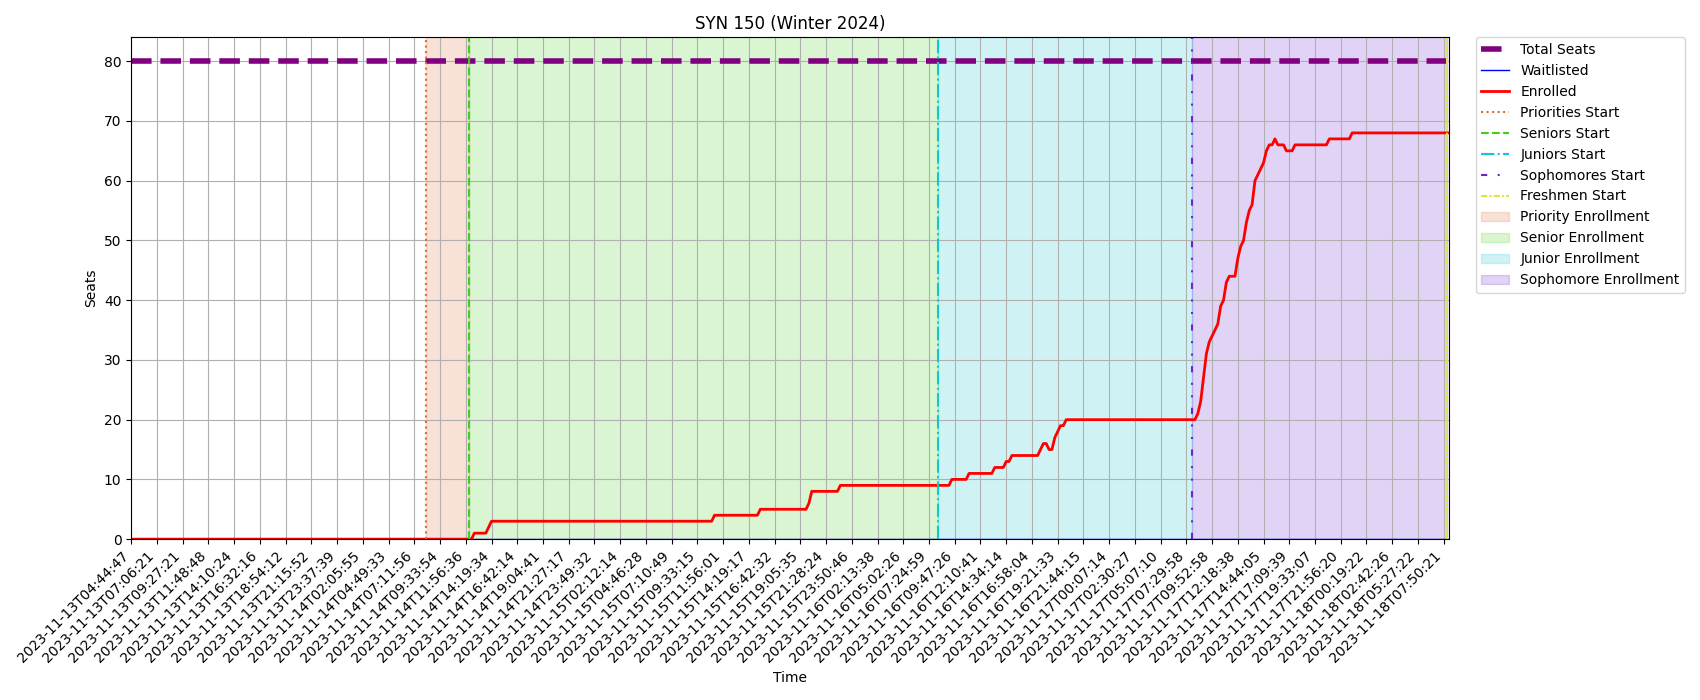 SYN 150 (Winter 2024)
Seats
80
70
60
50
40
30
20
10
0
2023-11-13T04:44:47
2023-11-13T07:06:21
2023-11-13T09:27:21
2023-11-13T11:48:48
2023-11-13T14:10:24
2023-11-13T16:32:16
2023-11-13T18:54:12
2023-11-13T21:15:52
2023-11-13T23:37:39
2023-11-14T02:05:55
2023-11-14T04:49:33
2023-11-14T07:11:56
2023-11-14T09:33:54
2023-11-14T11:56:36
2023-11-14T14:19:34
2023-11-14T16:42:14
2023-11-14T19:04:41
2023-11-14T21:27:17
2023-11-14T23:49:32
2023-11-15T02:12:14
2023-11-15T04:46:28
2023-11-15T07:10:49
2023-11-15T09:33:15
2023-11-15T11:56:01
2023-11-15T14:19:17
2023-11-15T16:42:32
2023-11-15T19:05:35
2023-11-15T21:28:24
2023-11-15T23:50:46
2023-11-16T02:13:38
2023-11-16T05:02:26
2023-11-16T07:24:59
2023-11-16T09:47:26
2023-11-16T12:10:41
2023-11-16T14:34:14
2023-11-16T16:58:04
2023-11-16T19:21:33
2023-11-16T21:44:15
2023-11-17T00:07:14
2023-11-17T02:30:27
2023-11-17T05:07:10
2023-11-17T07:29:58
2023-11-17T09:52:58
2023-11-17T12:18:38
2023-11-17T14:44:05
2023-11-17T17:09:39
2023-11-17T19:33:07
2023-11-17T21:56:20
2023-11-18T00:19:22
2023-11-18T02:42:26
2023-11-18T05:27:22
2023-11-18T07:50:21
Time
Total Seats
Waitlisted
Enrolled
Priorities Start
Seniors Start
Juniors Start
Sophomores Start
Freshmen Start
Priority Enrollment
Senior Enrollment
Junior Enrollment
Sophomore Enrollment